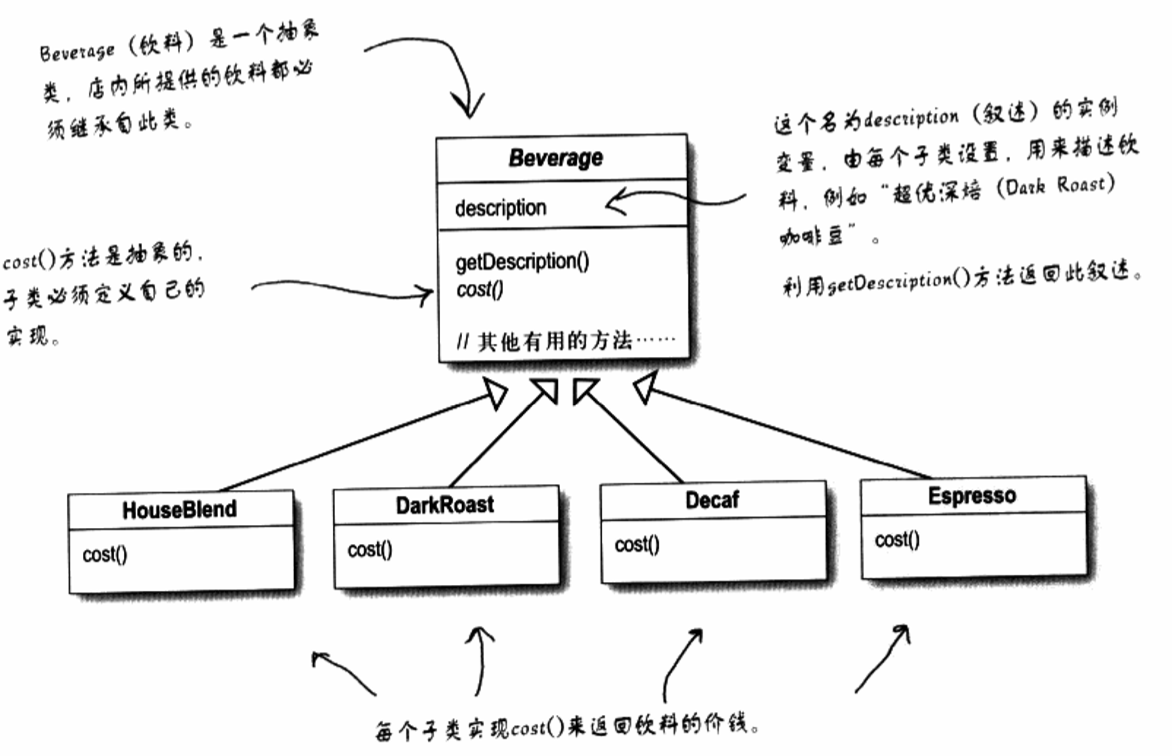 Beverage（饮料）是一个抽象
类，店内所提供的饮料都必
须继承自此类。
Beverage
description
getDescription()
cost()
// 其他有用的方法……
这个名为description（叙述）的实例
变量，由每个子类设置，用来描述饮
料，例如“超优深焙（Dark Roast）
咖啡豆”。
利用getDescription()方法返回此叙述。
cost()方法是抽象的，
子类必须定义自己的
实现。
HouseBlend
cost()
DarkRoast
cost()
Decaf
cost()
Espresso
cost()
每个子类实现cost()来返回饮料的价钱。